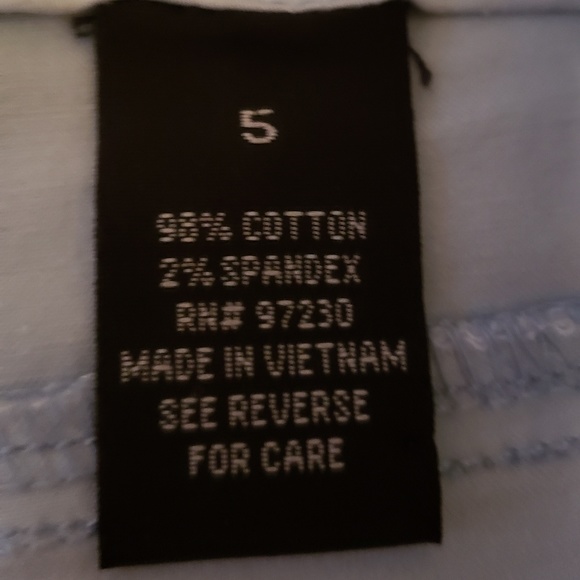 5
98% COTTON
2% SPANDEX
RN# 97230
MADE IN VIETNAM
SEE REVERSE
FOR CARE